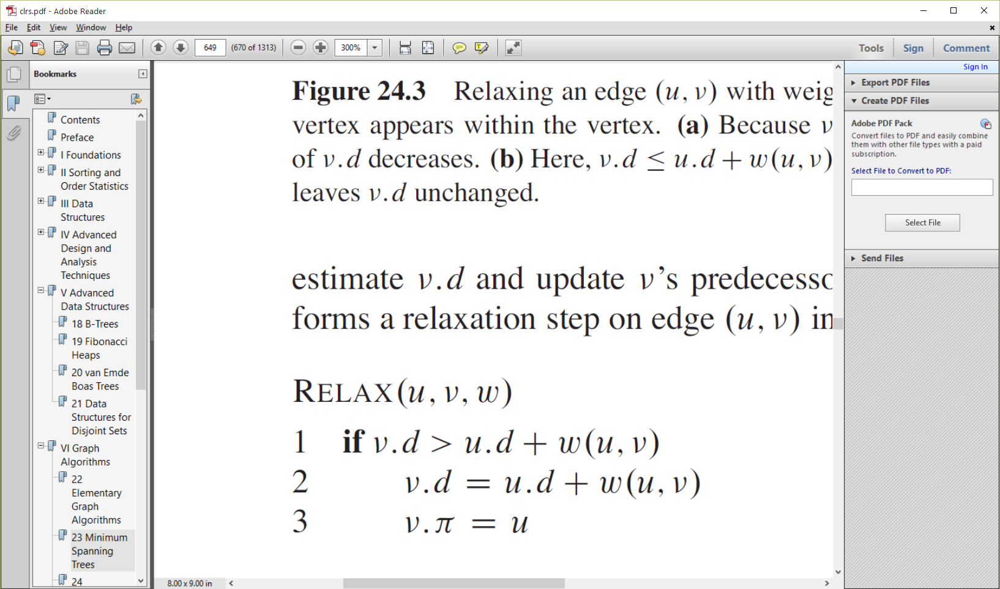 clrs.pdf - Adobe Reader
File Edit View Window Help
649 (670 of 1313) 300% Tools Sign Comment
Bookmarks
Contents
Preface
I Foundations
II Sorting and
Order Statistics
III Data
Structures
IV Advanced
Design and
Analysis
Techniques
V Advanced
Data Structures
18 B-Trees
19 Fibonacci
Heaps
20 van Emde
Boas Trees
21 Data
Structures for
Disjoint Sets
VI Graph
Algorithms
22
Elementary
Graph
Algorithms
23 Minimum
Spanning
Trees
24
Figure 24.3 Relaxing an edge (u, v) with weig
vertex appears within the vertex. (a) Because v
of v.d decreases. (b) Here, v.d ≤ u.d + w(u, v)
leaves v.d unchanged.
estimate v.d and update v’s predecesso
forms a relaxation step on edge (u, v) in
RELAX(u, v, w)
1 if v.d > u.d + w(u, v)
2 v.d = u.d + w(u, v)
3 v.π = u
8.00 x 9.00 in
Sign In
Export PDF Files
Create PDF Files
Adobe PDF Pack
Convert files to PDF and easily combine
them with other file types with a paid
subscription.
Select File to Convert to PDF:
Select File
Send Files